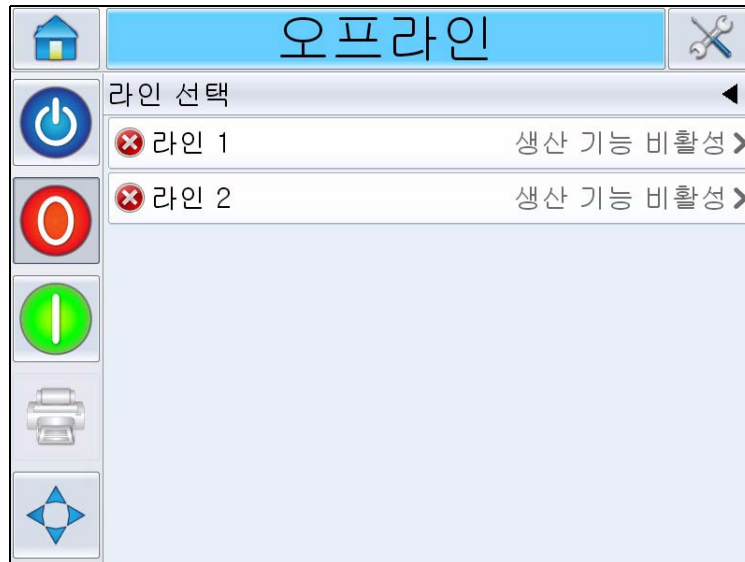 오프라인
라인 선택
라인 1 생산 기능 비활성
라인 2 생산 기능 비활성